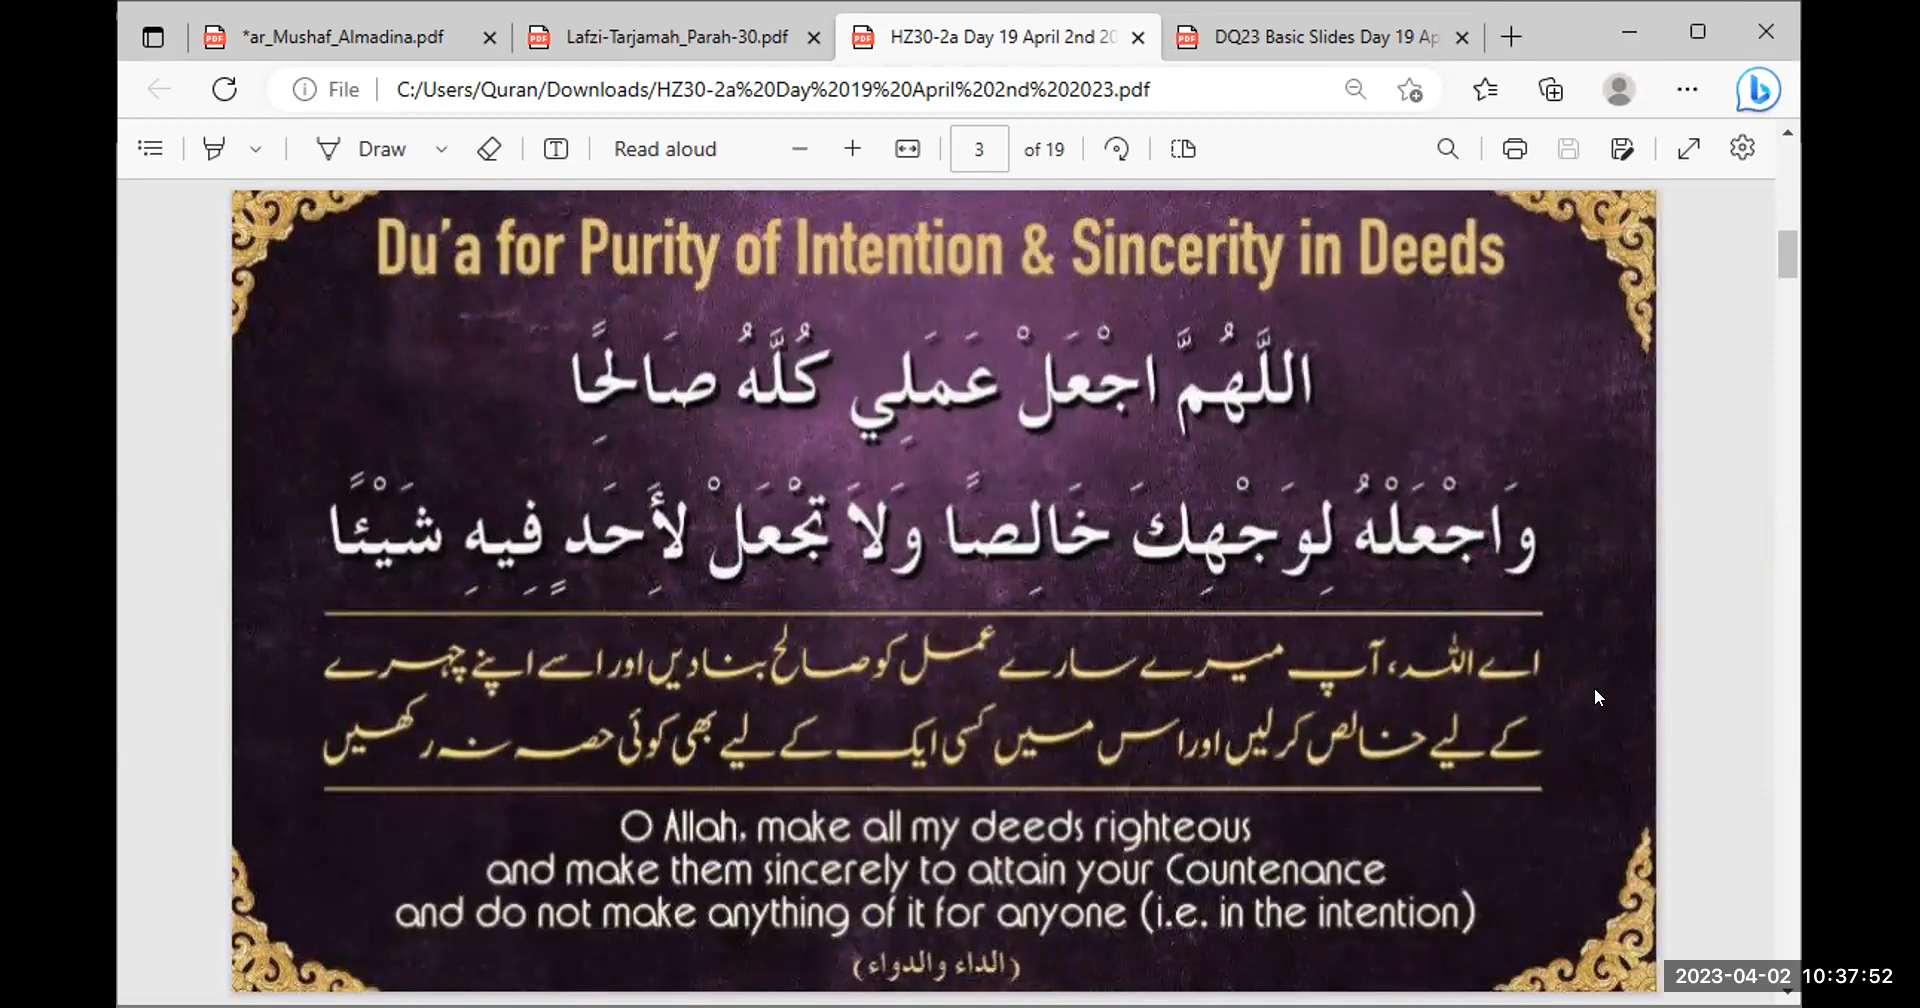 *ar_Mushaf_Almadina.pdf
Lafzi-Tarjamah_Parah-30.pdf
HZ30-2a Day 19 April 2nd 20
DQ23 Basic Slides Day 19 Ap
File
C:/Users/Quran/Downloads/HZ30-2a%20Day%2019%20April%202nd%202023.pdf
Draw
Read aloud
3 of 19
Du'a for Purity of Intention & Sincerity in Deeds
اللَّهُمَّ اجْعَلْ عَمَلِي كُلَّهُ صَالِحًا
وَاجْعَلْهُ لِوَجْهِكَ خَالِصًا وَلاَ تَجْعَلْ لِأَحَدٍ فِيهِ شَيْئًا
اے اللہ، آپ میرے سارے عمل کو صالح بنا دیں اور اسے اپنے چہرے
کے لیے خالص کر لیں اور اس میں کسی ایک کے لیے بھی کوئی حصہ نہ رکھیں
O Allah, make all my deeds righteous
and make them sincerely to attain your Countenance
and do not make anything of it for anyone (i.e. in the intention)
(الداء والدواء)
2023-04-02 10:37:52